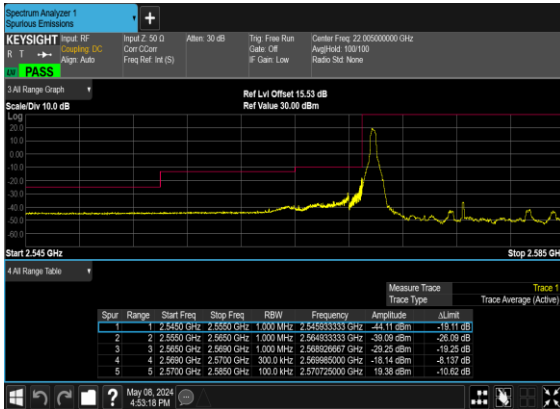 Spectrum Analyzer 1
Spurious Emissions
+
KEYSIGHT Input: RF Input Z: 50 Ω Atten: 30 dB Trig: Free Run Center Freq: 22.005000000 GHz
R T Coupling: DC Corr CCorr Gate: Off Avg|Hold: 100/100
Align: Auto Freq Ref: Int (S) IF Gain: Low Radio Std: None
PASS
3 All Range Graph
Ref Lvl Offset 15.53 dB
Scale/Div 10.0 dB Ref Value 30.00 dBm
Log
20.0
10.0
0.00
-10.0
-20.0
-30.0
-40.0
-50.0
-60.0
Start 2.545 GHz Stop 2.585 GH
4 All Range Table
Measure Trace Trace 1
Trace Type Trace Average (Active)
Spur Range Start Freq Stop Freq RBW Frequency Amplitude ΔLimit
1 1 2.5450 GHz 2.5550 GHz 1.000 MHz 2.545933333 GHz -44.11 dBm -19.11 dB
2 2 2.5550 GHz 2.5650 GHz 1.000 MHz 2.564933333 GHz -39.09 dBm -26.09 dB
3 3 2.5650 GHz 2.5690 GHz 1.000 MHz 2.568926667 GHz -29.25 dBm -19.25 dB
4 4 2.5690 GHz 2.5700 GHz 300.0 kHz 2.569985000 GHz -18.14 dBm -8.137 dB
5 5 2.5700 GHz 2.5850 GHz 100.0 kHz 2.570725000 GHz 19.38 dBm -10.62 dB
? May 08, 2024
4:53:18 PM